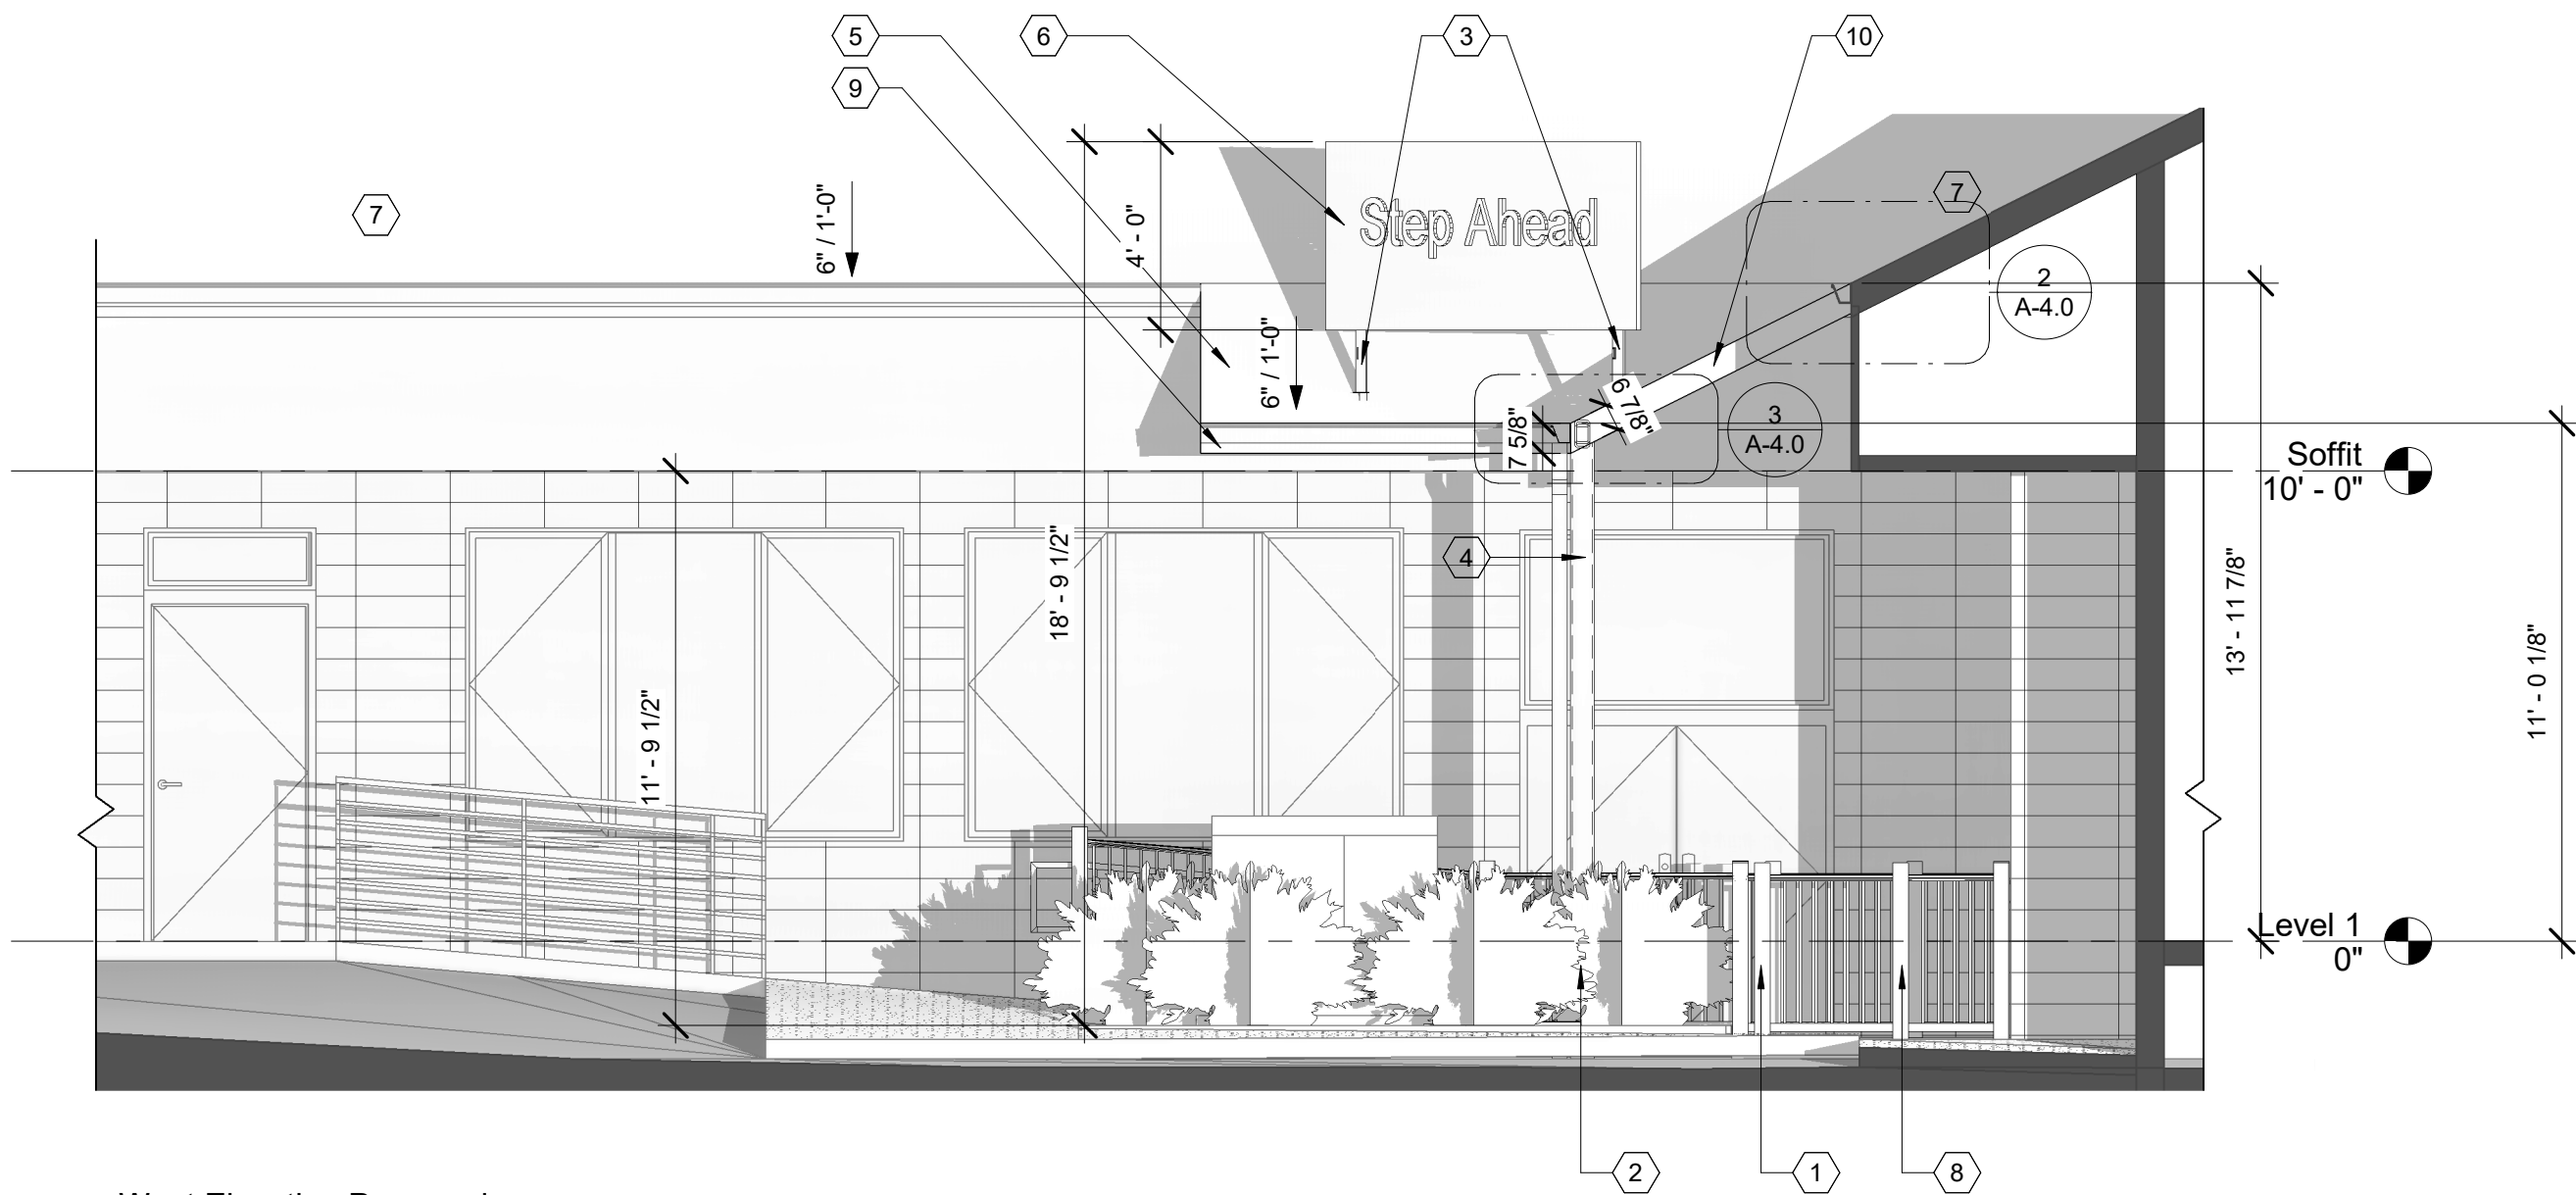 5
6
3
10
9
7
6" / 1'-0"
4' - 0"
Step Ahead
7
2
A-4.0
6" / 1'-0"
6 7/8"
7 5/8"
3
A-4.0
Soffit
10' - 0"
18' - 9 1/2"
4
13' - 11 7/8"
11' - 0 1/8"
11' - 9 1/2"
Level 1
0"
2
1
8